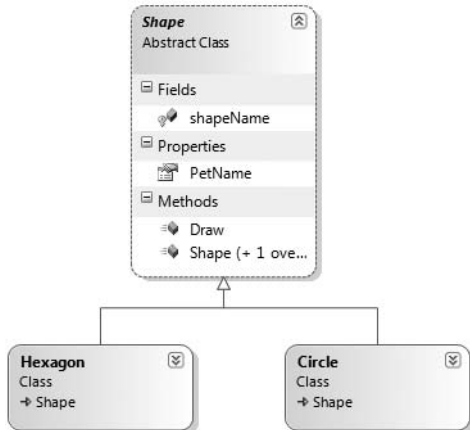 Shape
Abstract Class
Fields
shapeName
Properties
PetName
Methods
Draw
Shape (+ 1 ove...
Hexagon
Class
Shape
Circle
Class
Shape